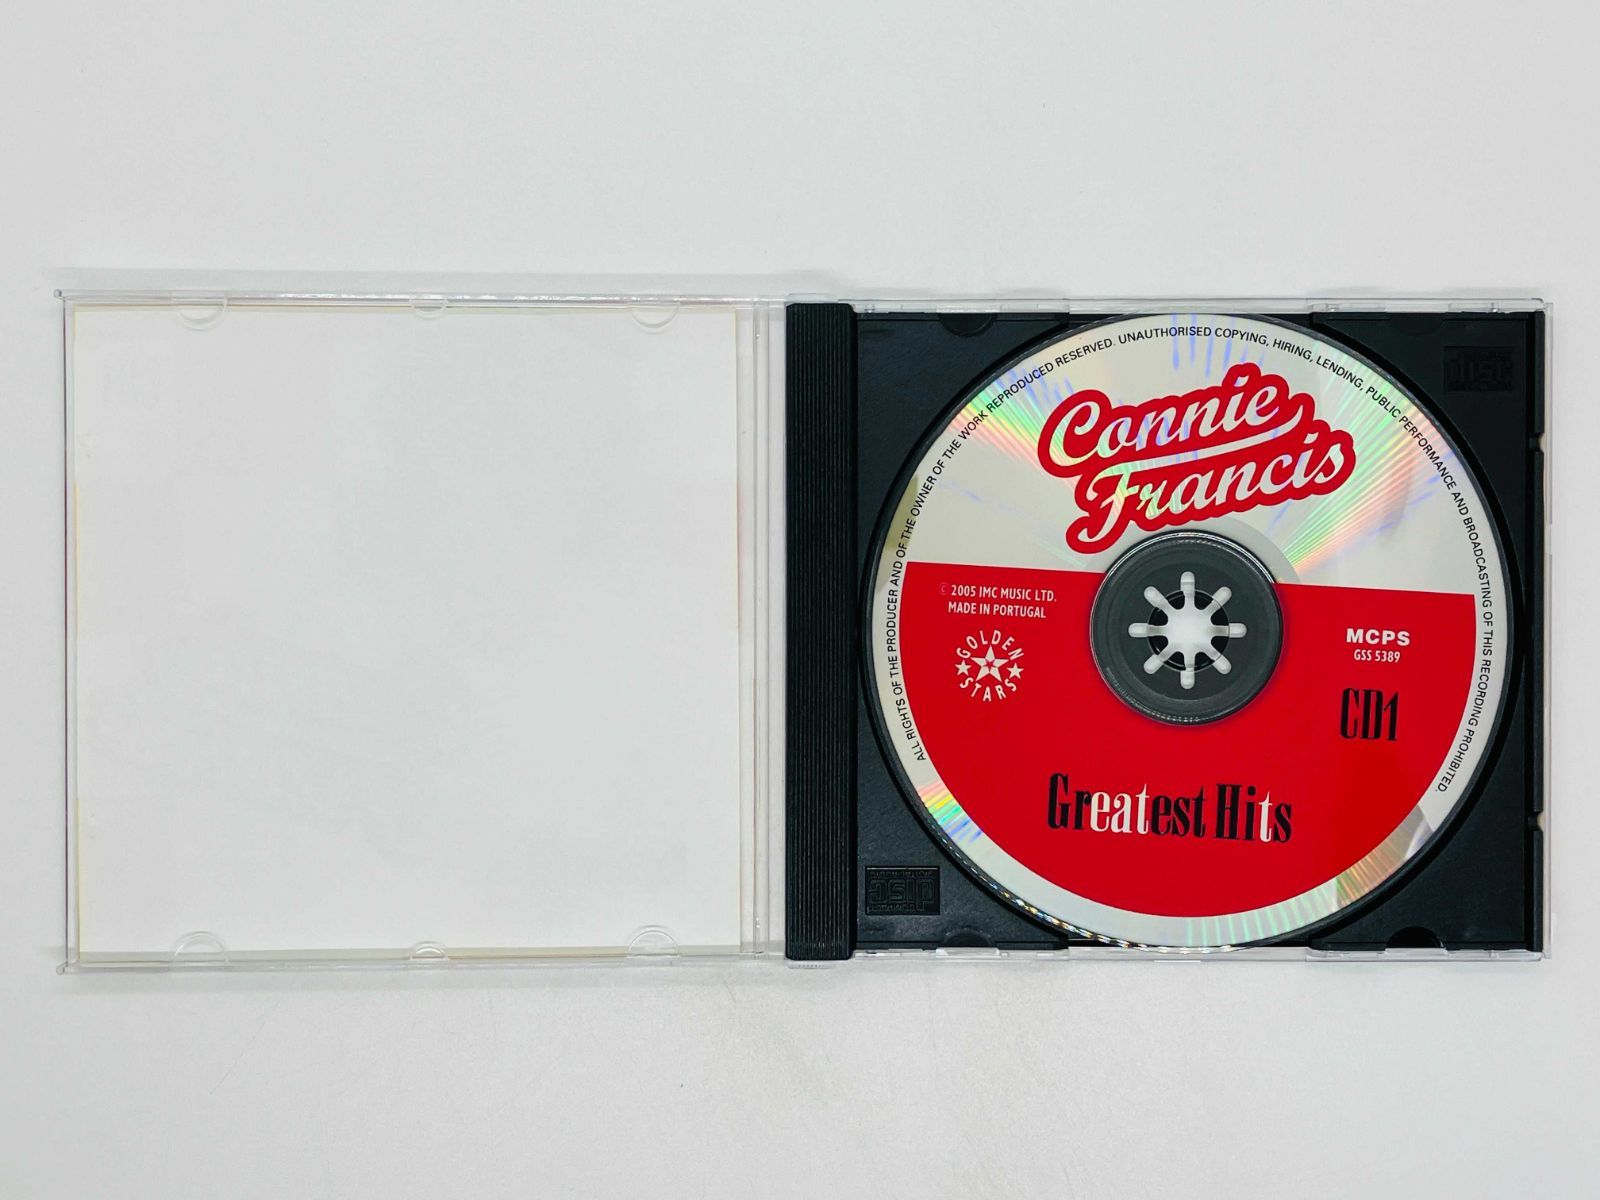 ALL RIGHTS OF THE PRODUCER AND OF THE OWNER OF THE WORK REPRODUCED RESERVED. UNAUTHORISED COPYING, HIRING, LENDING, PUBLIC PERFORMANCE AND BROADCASTING OF THIS RECORDING PROHIBITED.
Connie
Francis
© 2005 IMC MUSIC LTD.
MADE IN PORTUGAL
GOLDEN
STARS
MCPS
GSS 5389
CD1
Greatest Hits
disc
disc